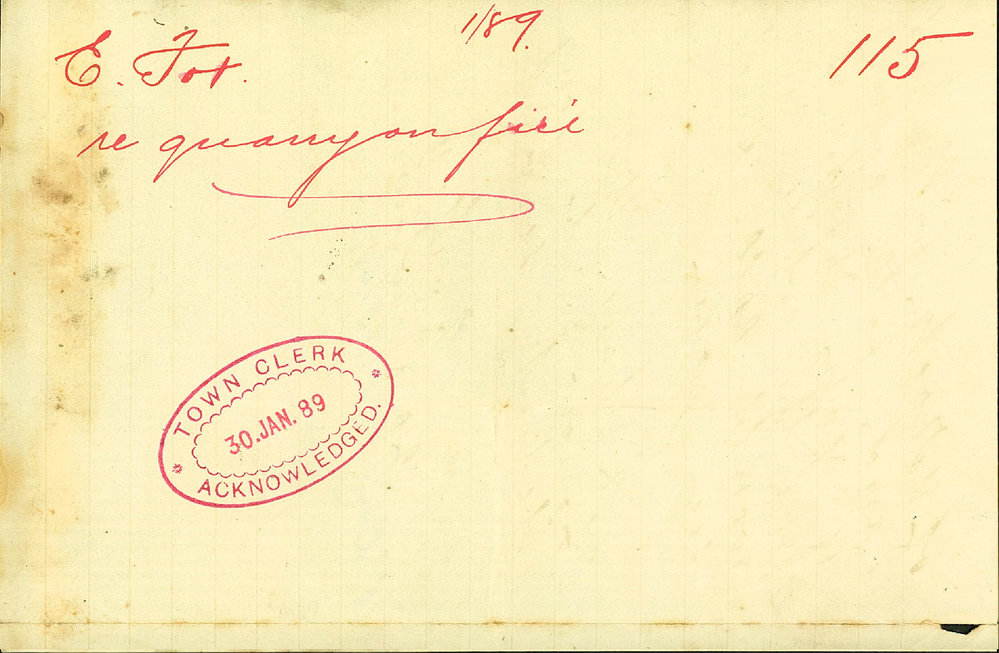 1/89.
E. Fox. 115
re quarry on fire
TOWN CLERK
30. JAN. 89
ACKNOWLEDGED.